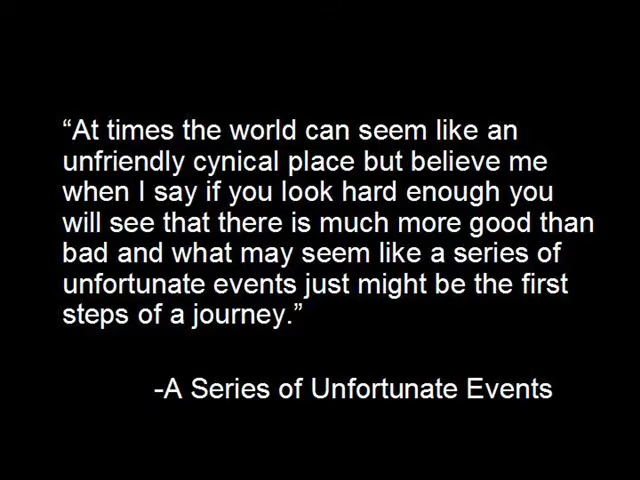 “At times the world can seem like an
unfriendly cynical place but believe me
when I say if you look hard enough you
will see that there is much more good than
bad and what may seem like a series of
unfortunate events just might be the first
steps of a journey.”
-A Series of Unfortunate Events